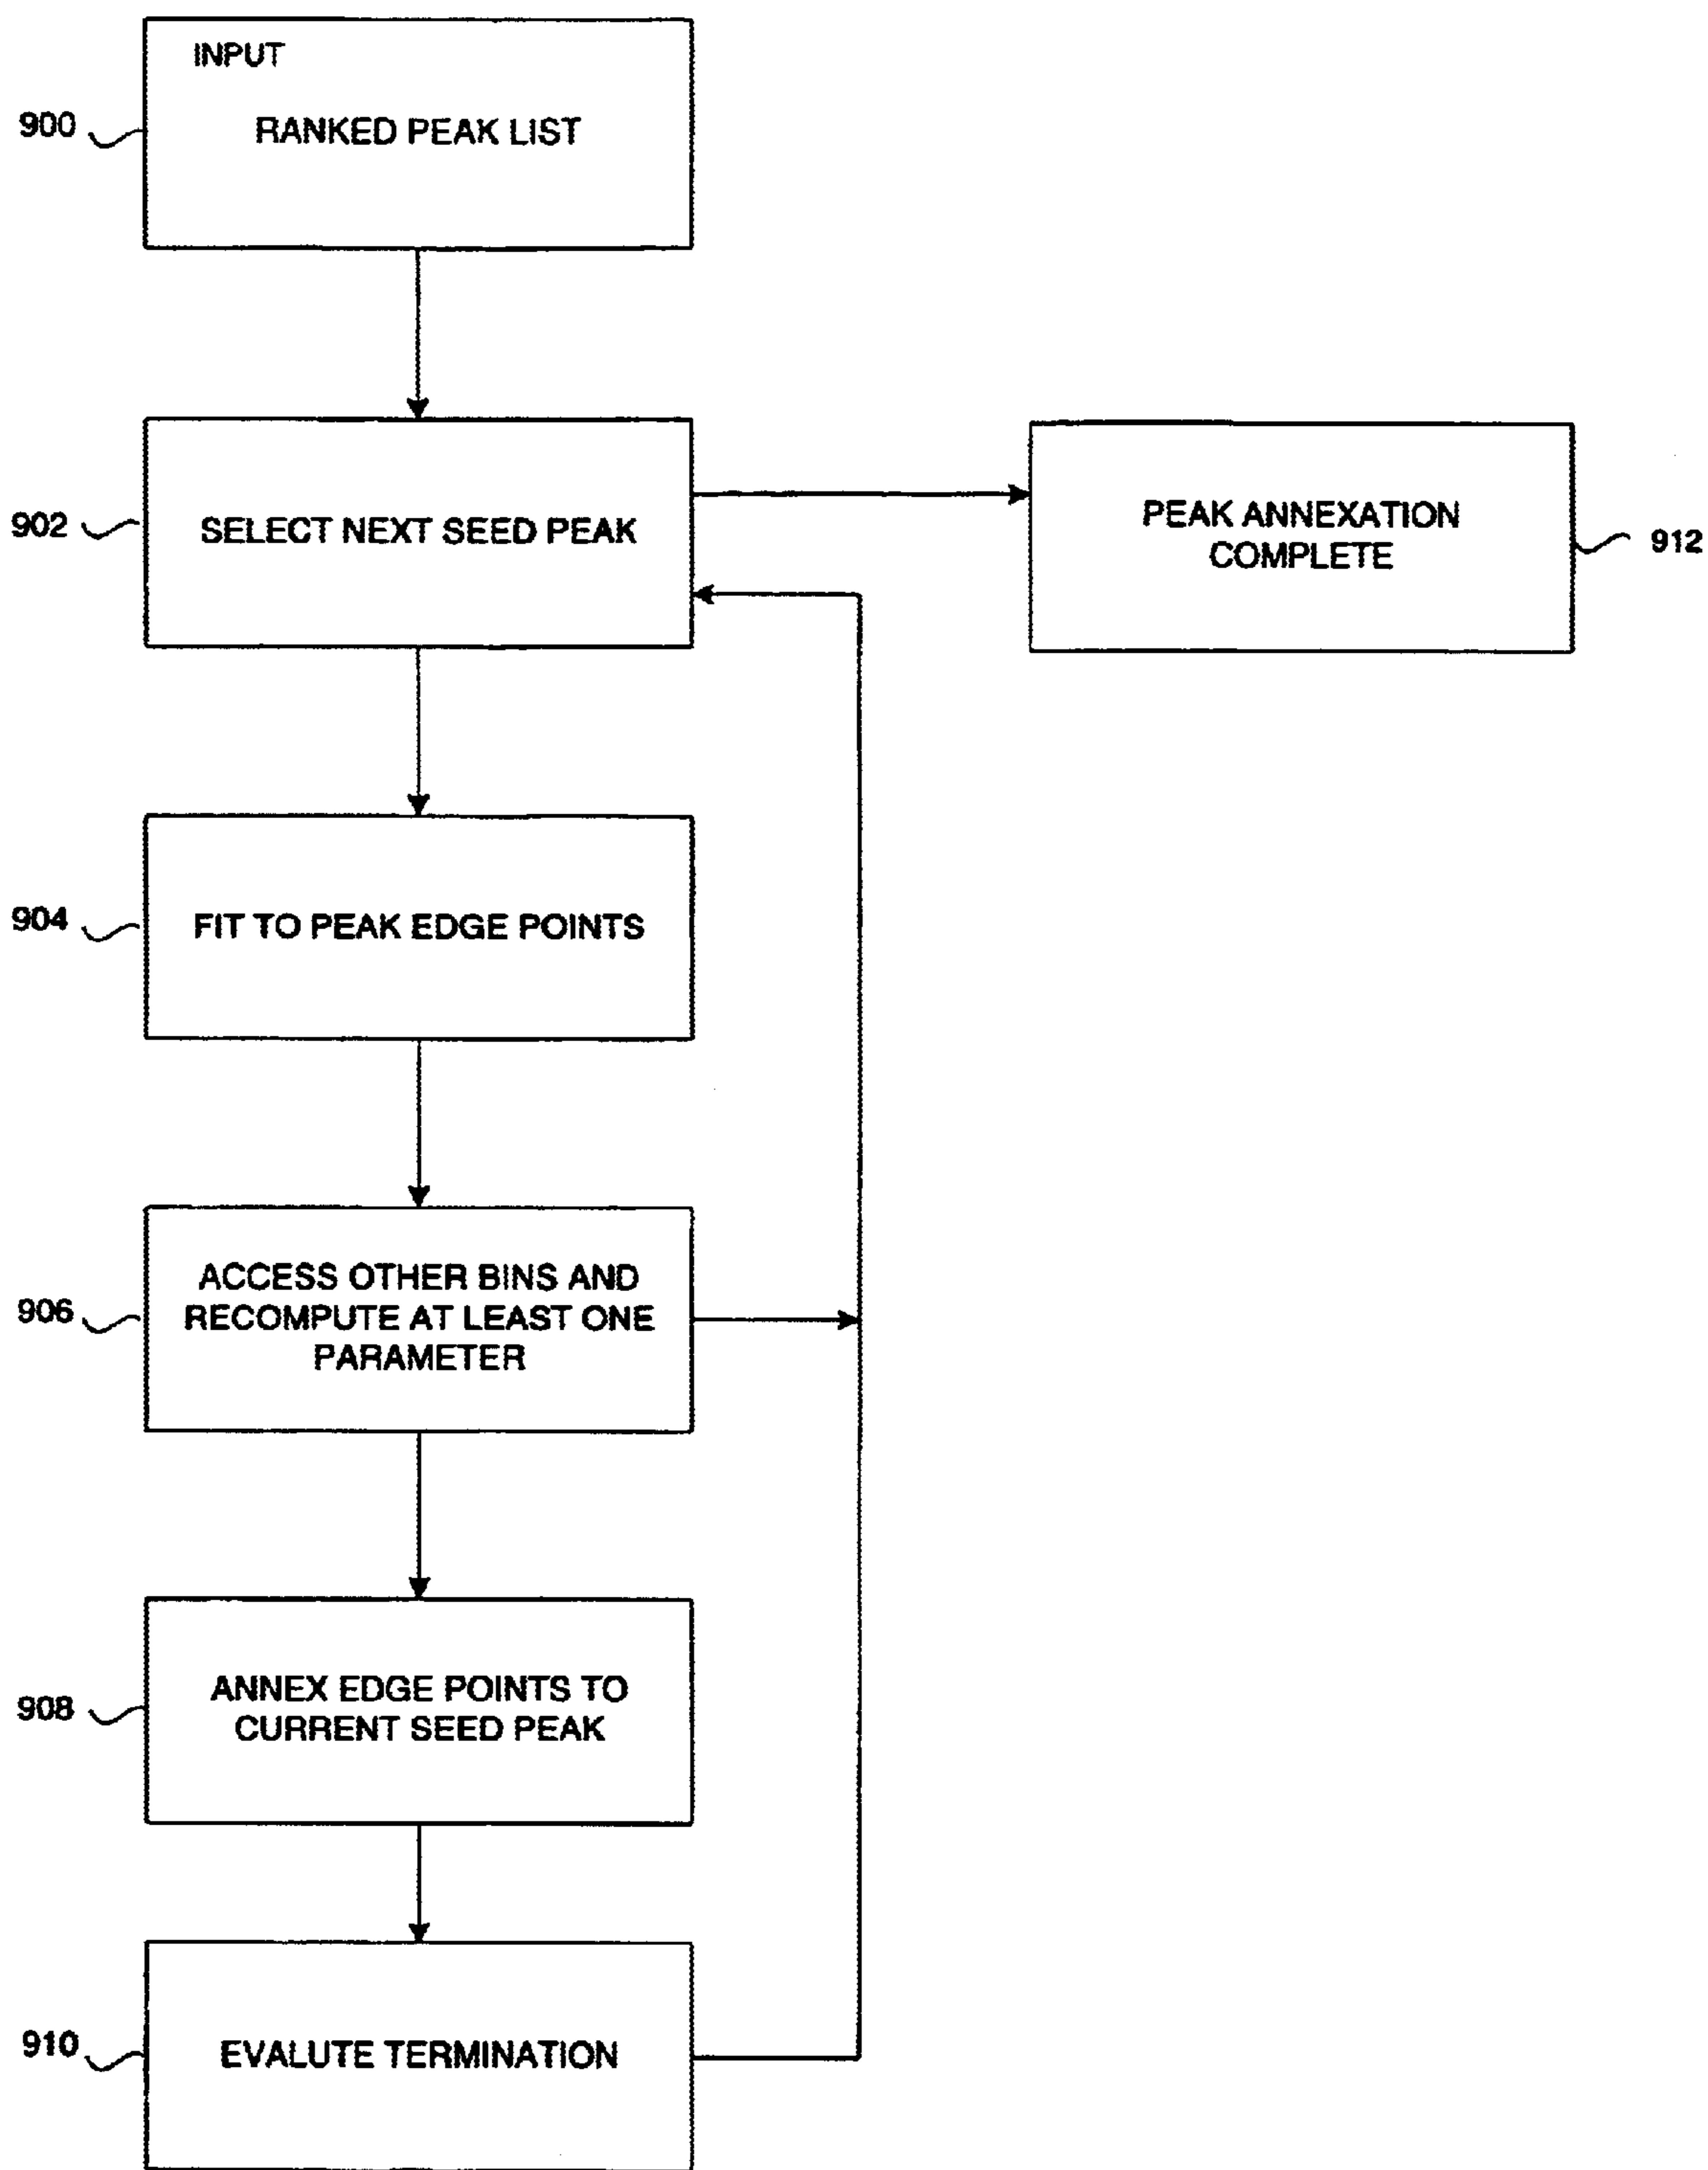 INPUT
900
RANKED PEAK LIST
902
SELECT NEXT SEED PEAK
PEAK ANNEXATION
COMPLETE
912
904
FIT TO PEAK EDGE POINTS
906
ACCESS OTHER BINS AND
RECOMPUTE AT LEAST ONE
PARAMETER
908
ANNEX EDGE POINTS TO
CURRENT SEED PEAK
910
EVALUTE TERMINATION